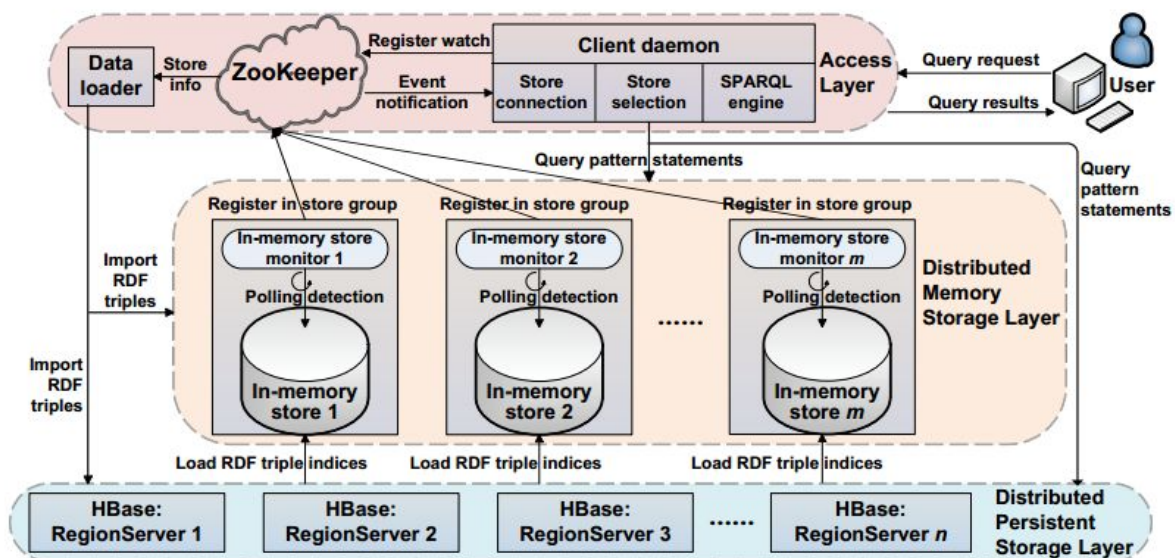 Data
loader
Store
info
ZooKeeper
Register watch
Event
notification
Client daemon
Store
connection
Store
selection
SPARQL
engine
Access
Layer
Query request
Query results
User
Query pattern statements
Query
pattern
statements
Register in store group
Register in store group
Register in store group
In-memory store
monitor 1
In-memory store
monitor 2
In-memory store
monitor m
Polling detection
Polling detection
Polling detection
Import
RDF
triples
Import
RDF
triples
In-memory
store 1
In-memory
store 2
......
In-memory
store m
Distributed
Memory
Storage Layer
Load RDF triple indices
Load RDF triple indices
Load RDF triple indices
HBase:
RegionServer 1
HBase:
RegionServer 2
HBase:
RegionServer 3
......
HBase:
RegionServer n
Distributed
Persistent
Storage Layer